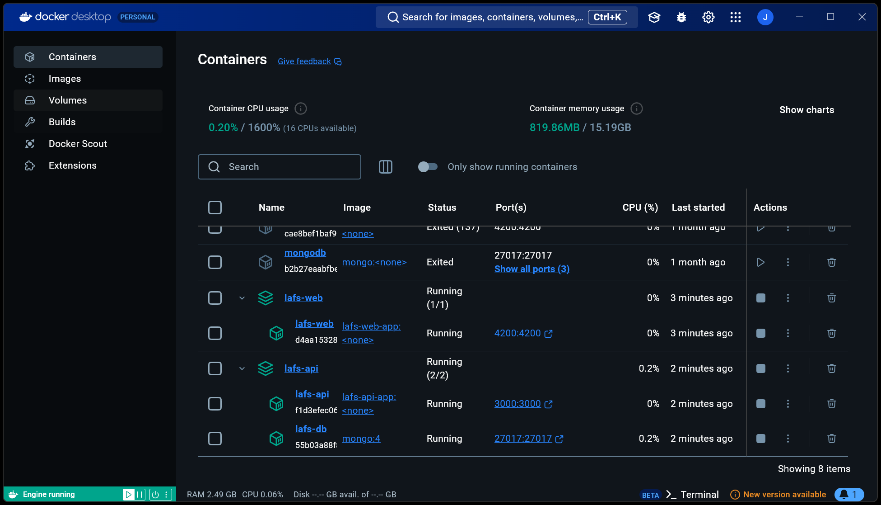 docker desktop PERSONAL
Search for images, containers, volumes,... Ctrl+K
J
Containers
Images
Volumes
Builds
Docker Scout
Extensions
Containers Give feedback
Container CPU usage
0.20% / 1600% (16 CPUs available)
Container memory usage
819.86MB / 15.19GB
Show charts
Search
Only show running containers
Name Image Status Port(s) CPU (%) Last started Actions
cae8bef1baf9 <none> Exited (137) 4200:4200 0% 1 month ago
mongodb
b2b27eaabfbe mongo:<none> Exited 27017:27017 0% 1 month ago
Show all ports (3)
lafs-web Running (1/1) 0% 3 minutes ago
lafs-web
d4aa15328 lafs-web-app:<none> Running 4200:4200 0% 3 minutes ago
lafs-api Running (2/2) 0.2% 2 minutes ago
lafs-api
f1d3efec06 lafs-api-app:<none> Running 3000:3000 0% 2 minutes ago
lafs-db
55b03a88f mongo:4 Running 27017:27017 0.2% 2 minutes ago
Showing 8 items
Engine running
RAM 2.49 GB CPU 0.06% Disk --.-- GB avail. of --.-- GB
BETA >_ Terminal
New version available
1